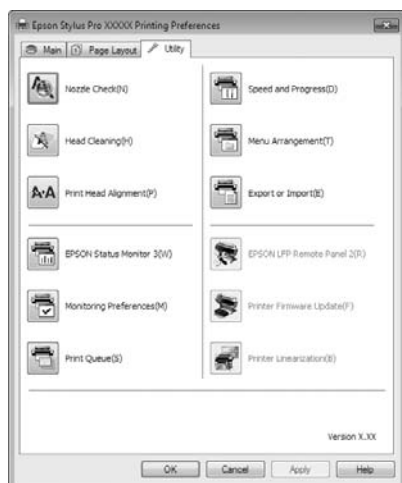 Epson Stylus Pro XXXXX Printing Preferences
Main
Page Layout
Utility
Nozzle Check(N)
Speed and Progress(D)
Head Cleaning(H)
Menu Arrangement(T)
A A
Print Head Alignment(P)
Export or Import(E)
EPSON Status Monitor 3(W)
EPSON LFP Remote Panel 2(R)
Monitoring Preferences(M)
Printer Firmware Update(F)
Print Queue(S)
Printer Linearization(B)
Version X.XX
OK
Cancel
Apply
Help